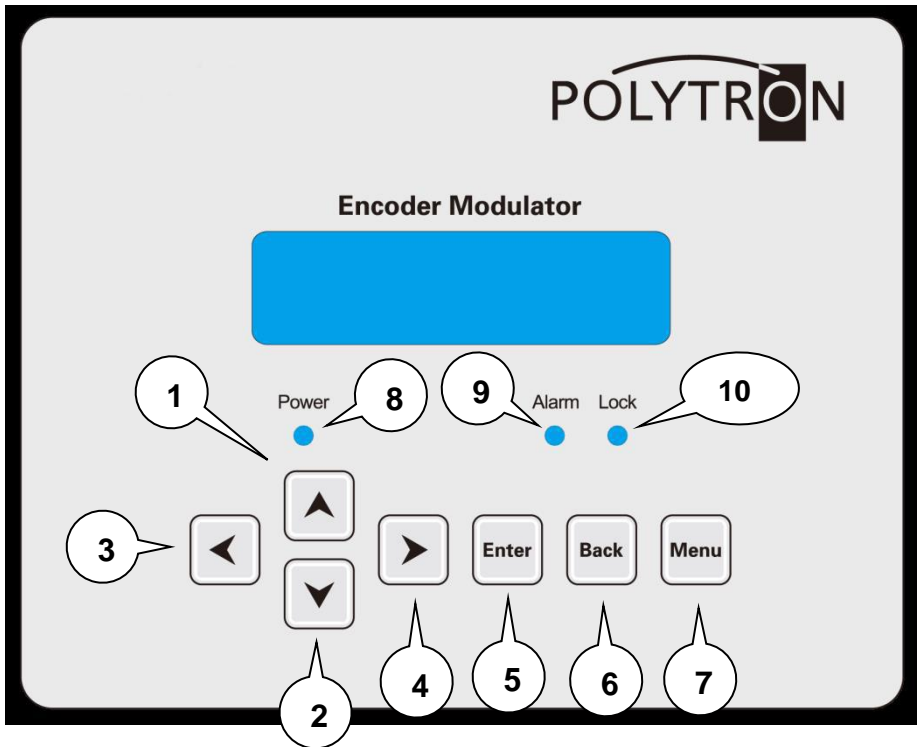 POLYTRON
Encoder Modulator
1
Power
8
9
Alarm
Lock
10
3
Enter
Back
Menu
2
4
5
6
7